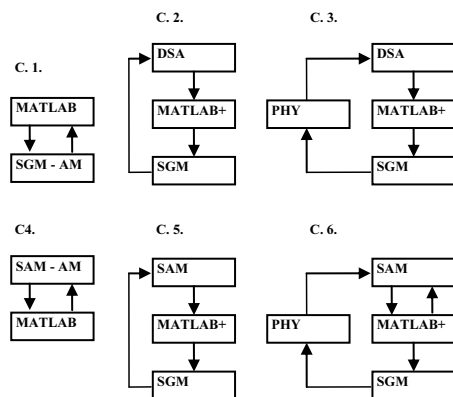 C. 1.
MATLAB
SGM - AM
C. 2.
DSA
MATLAB+
SGM
C. 3.
DSA
PHY
MATLAB+
SGM
C4.
SAM - AM
MATLAB
C. 5.
SAM
MATLAB+
SGM
C. 6.
SAM
PHY
MATLAB+
SGM